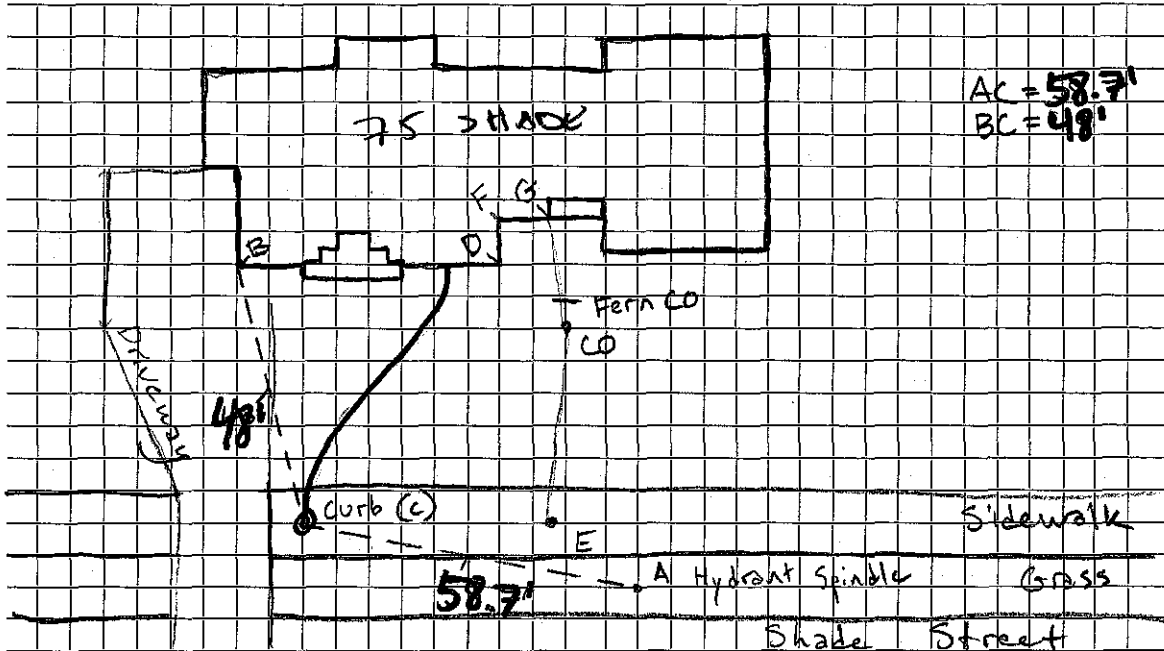 AC = 58.7'
BC = 48'
75 SHADE
F
G
B
D
Fern CO
CO
Driveway
48'
Curb (C)
Sidewalk
E
58.7'
A Hydrant Spindle
Grass
Shade Street